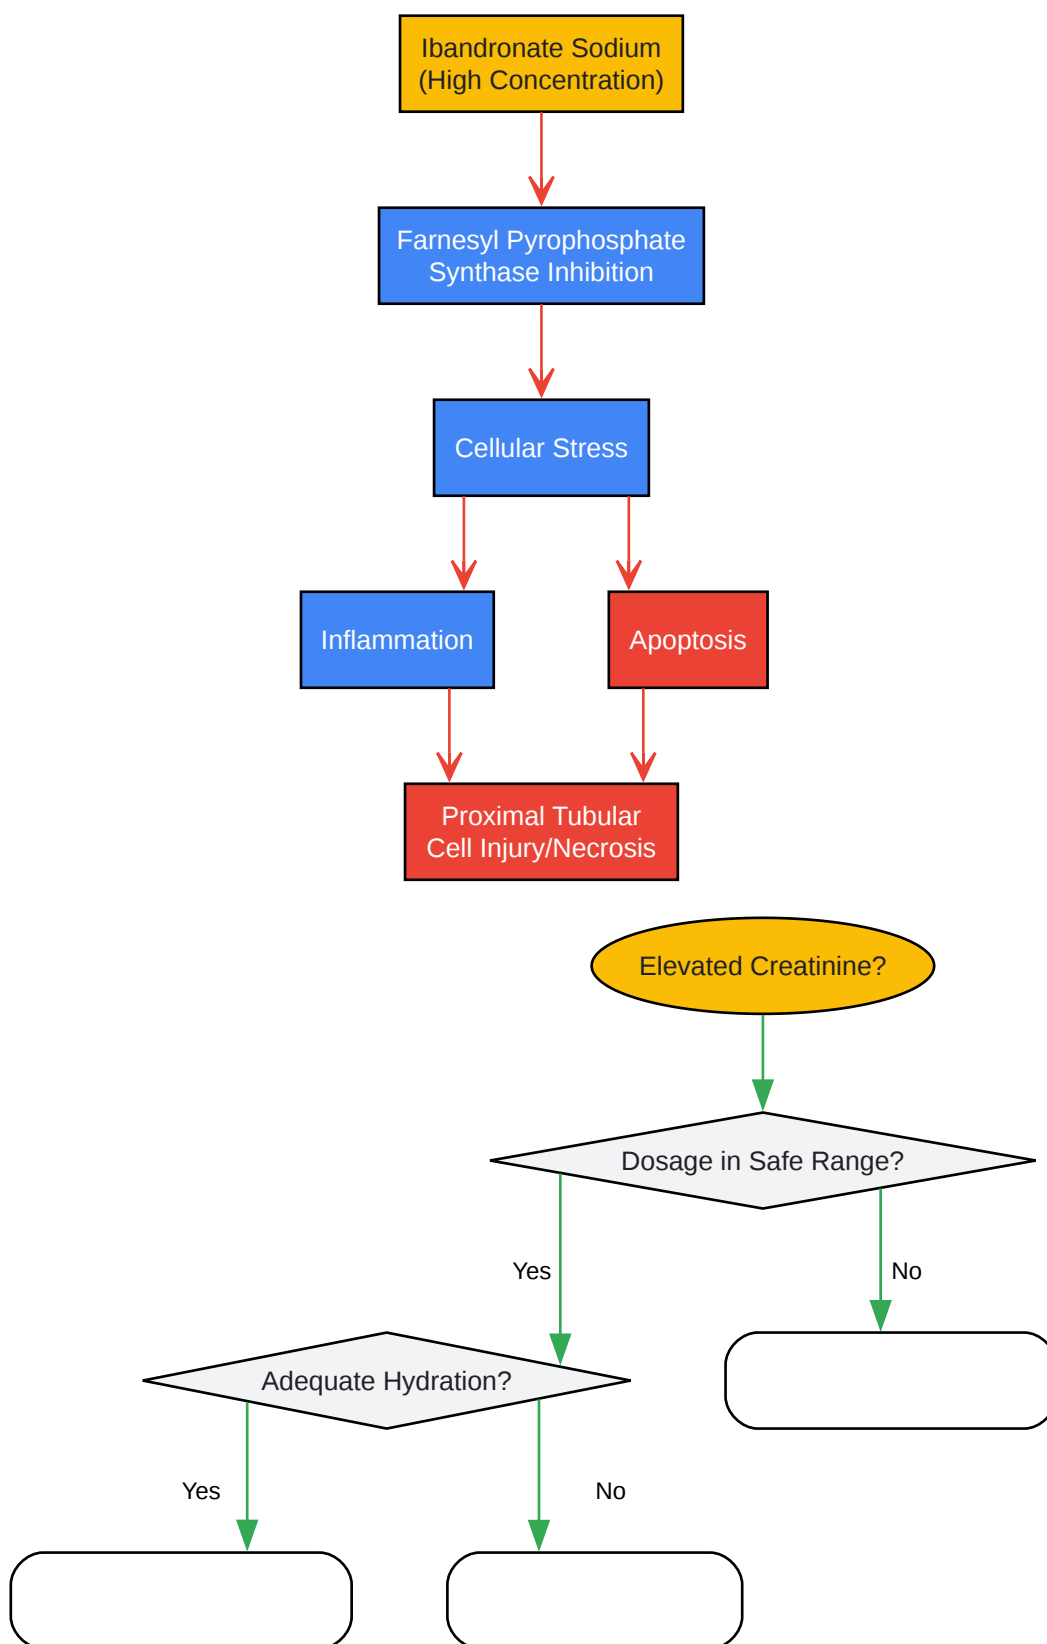 Ibandronate Sodium
(High Concentration)
Farnesyl Pyrophosphate
Synthase Inhibition
Cellular Stress
Inflammation
Apoptosis
Proximal Tubular
Cell Injury/Necrosis
Elevated Creatinine?
Dosage in Safe Range?
Yes
No
Adequate Hydration?
Yes
No